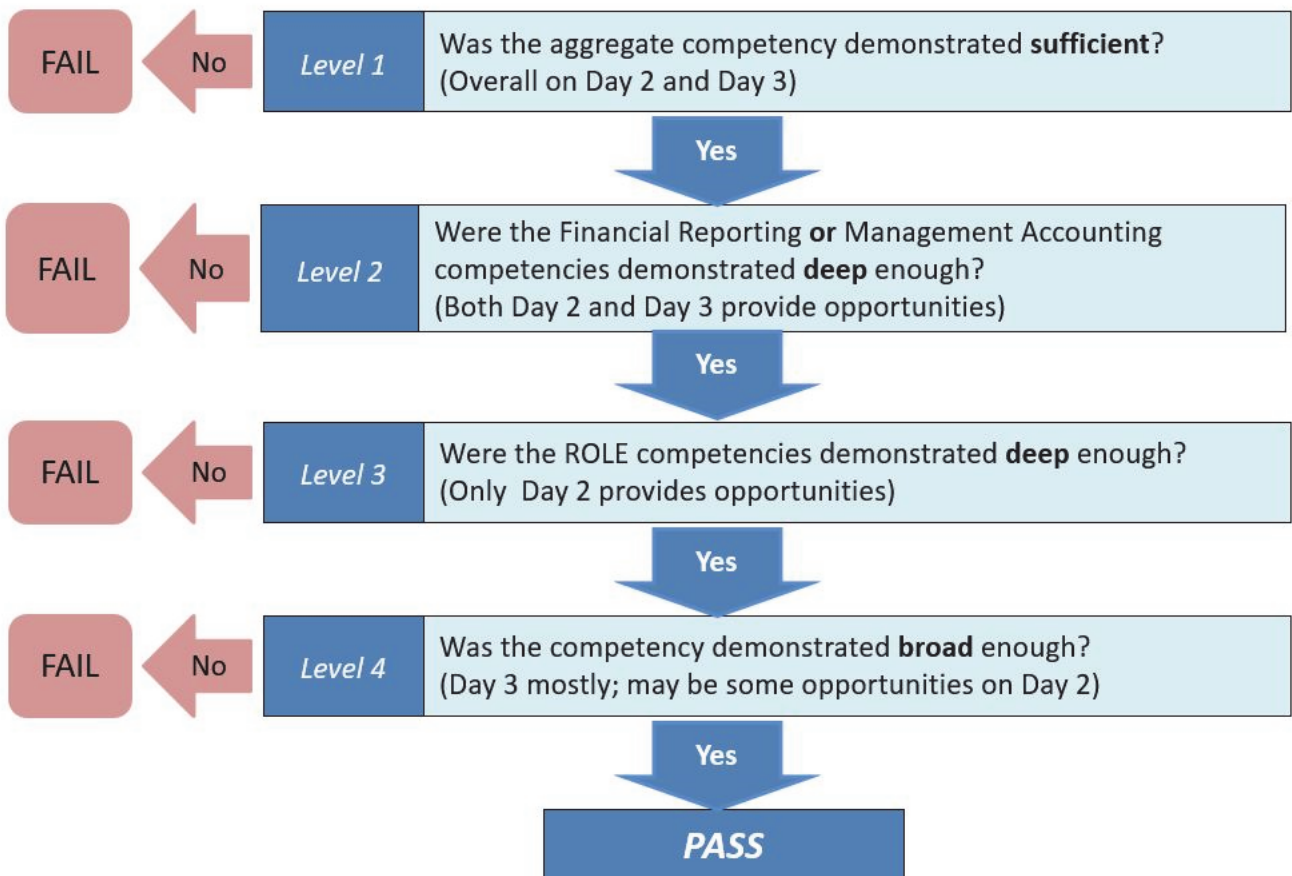 FAIL
No
Level 1
Was the aggregate competency demonstrated sufficient?
(Overall on Day 2 and Day 3)
Yes
FAIL
No
Level 2
Were the Financial Reporting or Management Accounting
competencies demonstrated deep enough?
(Both Day 2 and Day 3 provide opportunities)
Yes
FAIL
No
Level 3
Were the ROLE competencies demonstrated deep enough?
(Only Day 2 provides opportunities)
Yes
FAIL
No
Level 4
Was the competency demonstrated broad enough?
(Day 3 mostly; may be some opportunities on Day 2)
Yes
PASS